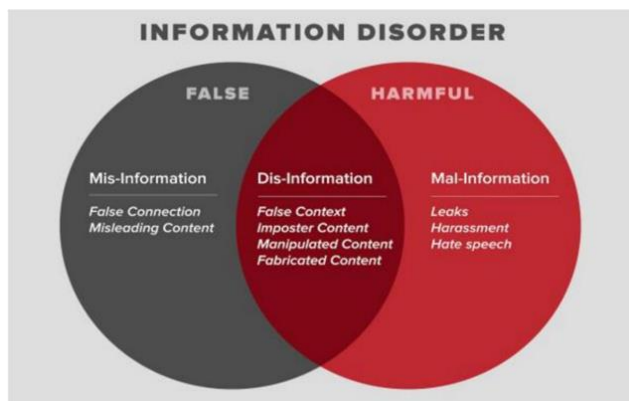 INFORMATION DISORDER
FALSE
HARMFUL
Mis-Information
False Connection
Misleading Content
Dis-Information
False Context
Imposter Content
Manipulated Content
Fabricated Content
Mal-Information
Leaks
Harassment
Hate speech